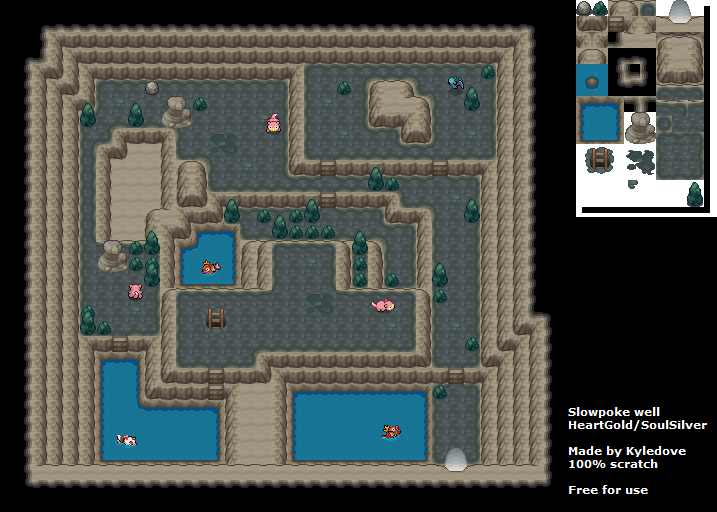 Slowpoke well
HeartGold/SoulSilver
Made by Kyledove
100% scratch
Free for use